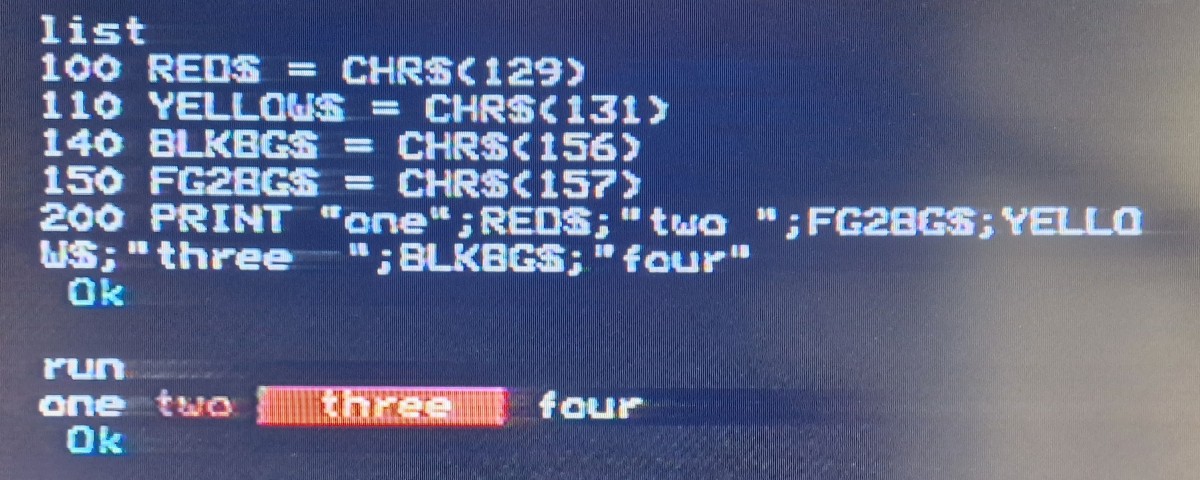 list
100 RED$ = CHR$(129)
110 YELLOW$ = CHR$(131)
140 BLKBG$ = CHR$(156)
150 FG2BG$ = CHR$(157)
200 PRINT "one";RED$;"two ";FG2BG$;YELLO
W$;"three  ";BLKBG$;"four"
Ok
run
one two three four
Ok